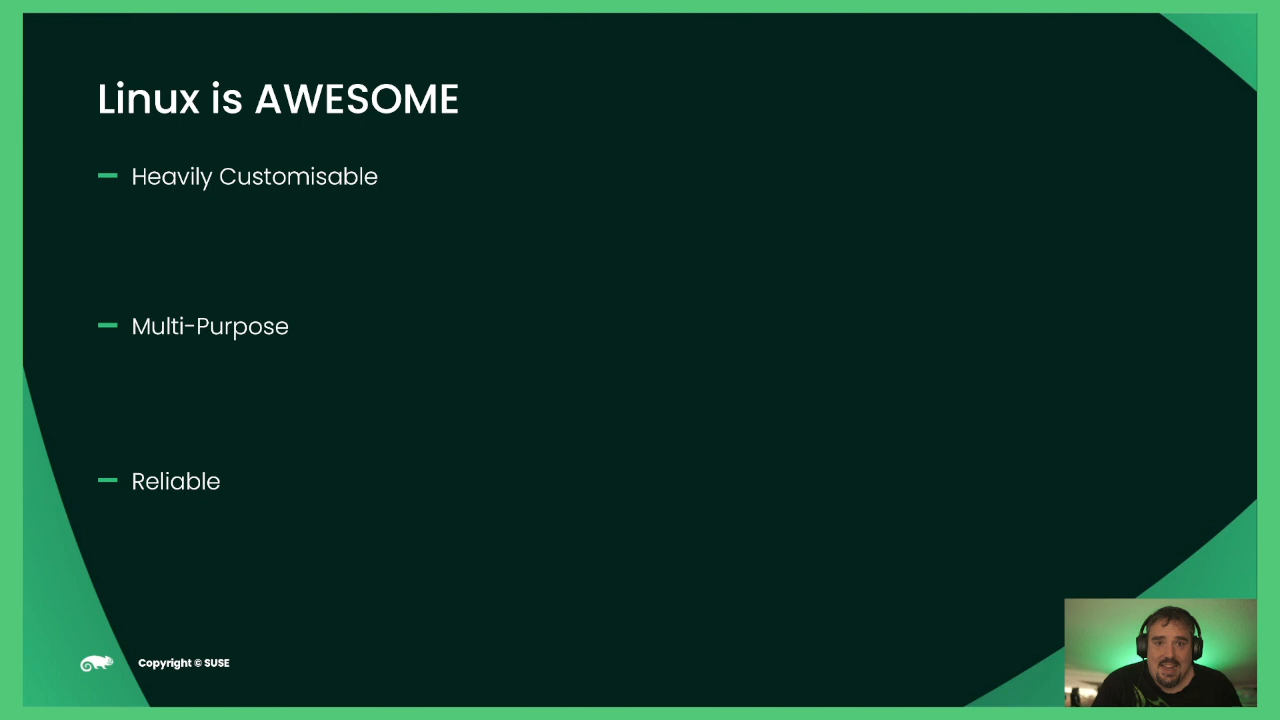 Linux is AWESOME
Heavily Customisable
Multi-Purpose
Reliable
Copyright © SUSE